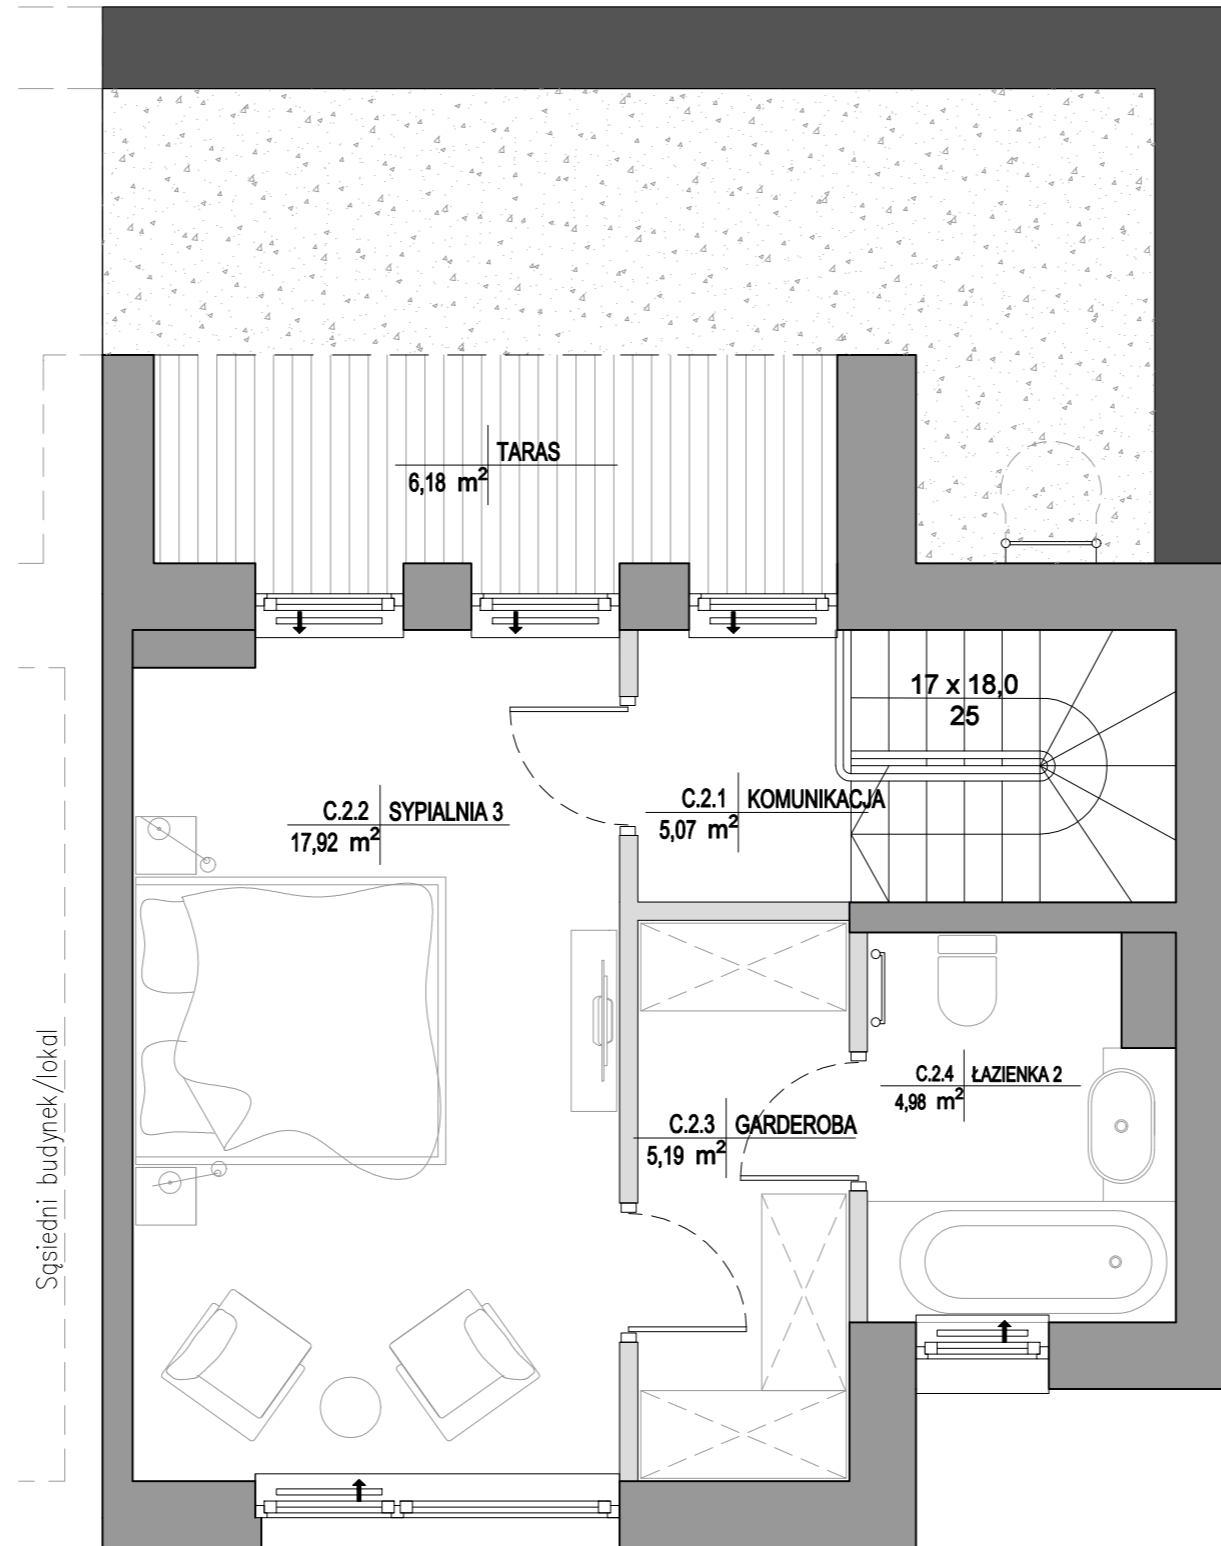 TARAS
6,18 m²
17 x 18,0
25
C.2.2 SYPIALNIA 3
17,92 m²
C.2.1 KOMUNIKACJA
5,07 m²
C.2.4 ŁAZIENKA 2
4,98 m²
C.2.3 GARDEROBA
5,19 m²
Sąsiedni budynek/lokal